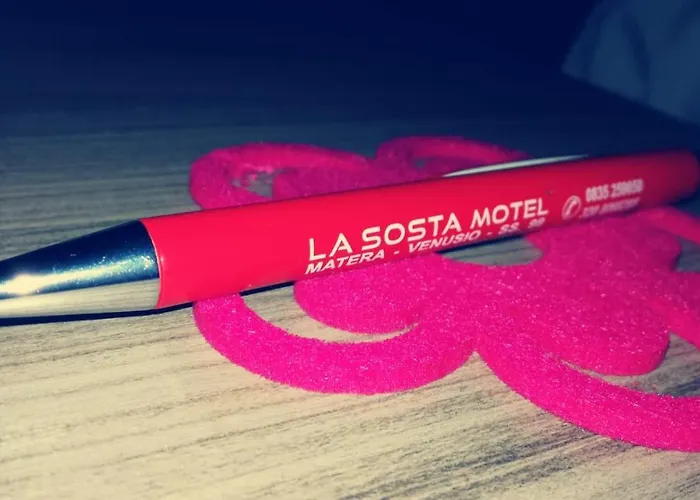 LA SOSTA MOTEL
MATERA - VENUSIO - SS. 99
0835 259050